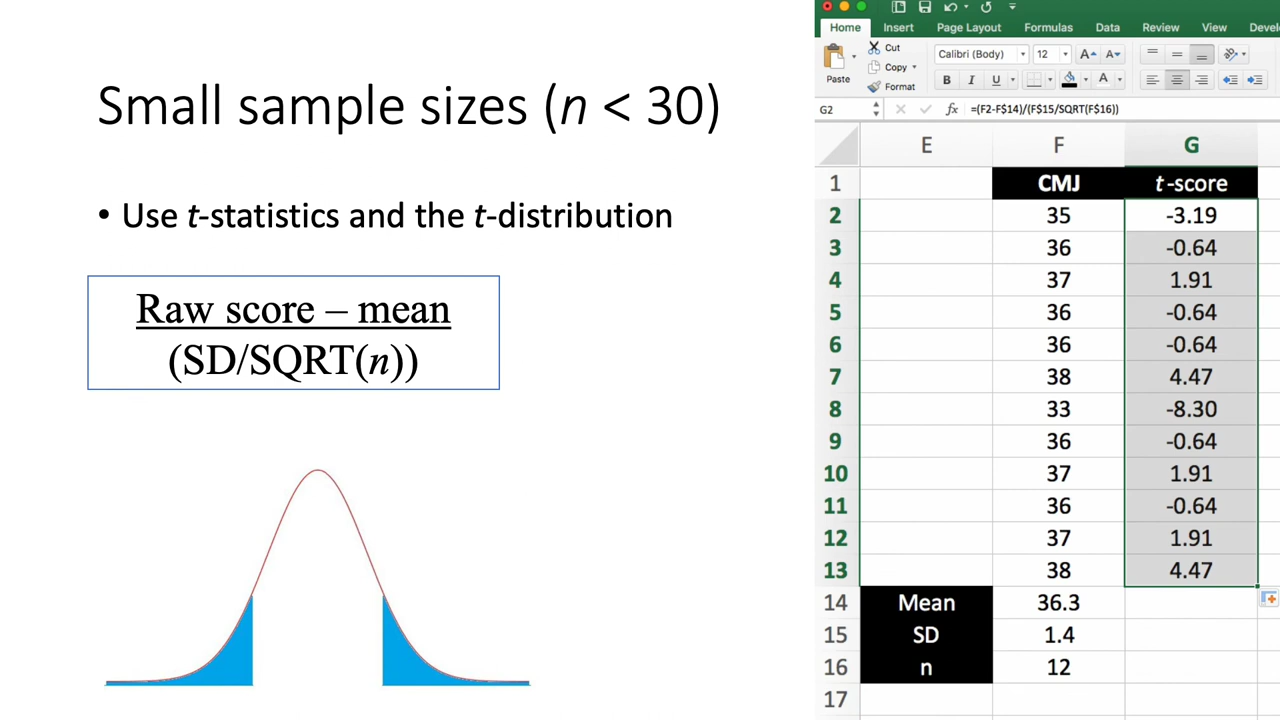 Small sample sizes (n < 30)
• Use t-statistics and the t-distribution
Raw score – mean
(SD/SQRT(n))
Home Insert Page Layout Formulas Data Review View Develo
Paste
Cut
Copy
Format
Calibri (Body) 12 A A
B I U A
G2 fx =(F2-F$14)/(F$15/SQRT(F$16))
E F G
1 CMJ t-score
2 35 -3.19
3 36 -0.64
4 37 1.91
5 36 -0.64
6 36 -0.64
7 38 4.47
8 33 -8.30
9 36 -0.64
10 37 1.91
11 36 -0.64
12 37 1.91
13 38 4.47
14 Mean 36.3
15 SD 1.4
16 n 12
17